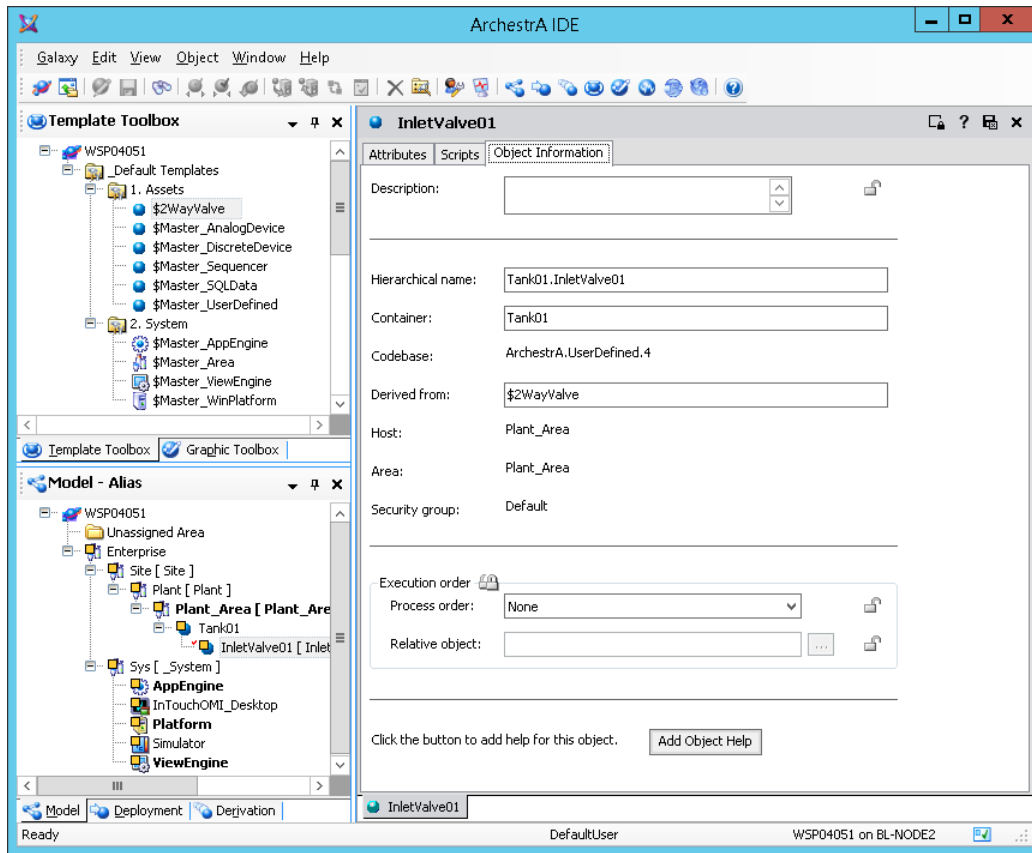 ArchestrA IDE
Galaxy Edit View Object Window Help
Template Toolbox
WSP04051
_Default Templates
1. Assets
$2WayValve
$Master_AnalogDevice
$Master_DiscreteDevice
$Master_Sequencer
$Master_SQLData
$Master_UserDefined
2. System
$Master_AppEngine
$Master_Area
$Master_ViewEngine
$Master_WinPlatform
Template Toolbox Graphic Toolbox
Model - Alias
WSP04051
Unassigned Area
Enterprise
Site [ Site ]
Plant [ Plant ]
Plant_Area [ Plant_Are
Tank01
InletValve01 [ Inlet
Sys [ _System ]
AppEngine
InTouchOMI_Desktop
Platform
Simulator
ViewEngine
Model Deployment Derivation
InletValve01
Attributes Scripts Object Information
Description:
Hierarchical name: Tank01.InletValve01
Container: Tank01
Codebase: ArchestrA.UserDefined.4
Derived from: $2WayValve
Host: Plant_Area
Area: Plant_Area
Security group: Default
Execution order
Process order: None
Relative object: ...
Click the button to add help for this object. Add Object Help
InletValve01
Ready DefaultUser WSP04051 on BL-NODE2